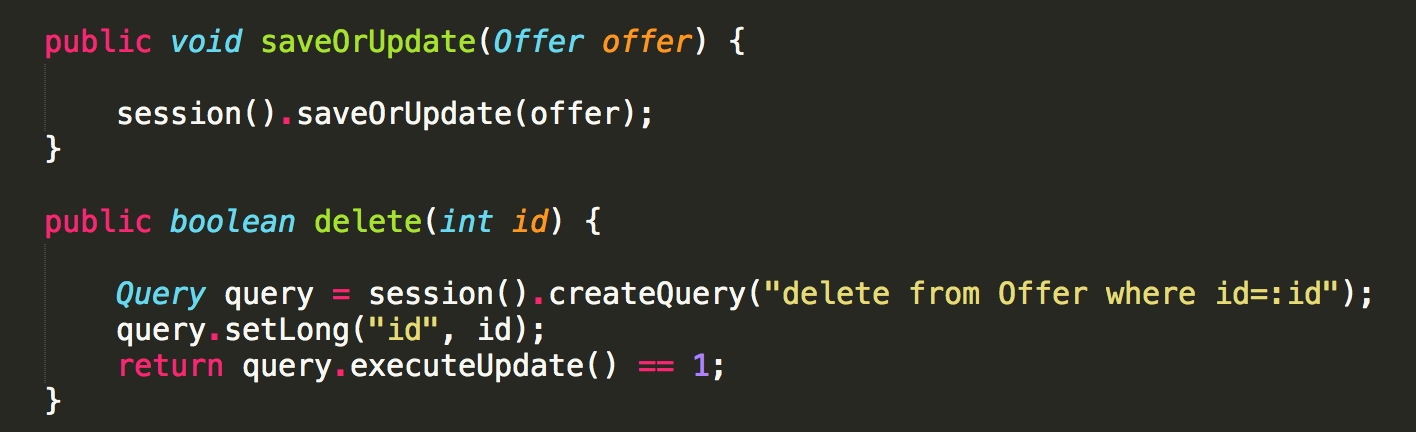 public void saveOrUpdate(Offer offer) {
session().saveOrUpdate(offer);
}
public boolean delete(int id) {
Query query = session().createQuery("delete from Offer where id=:id");
query.setLong("id", id);
return query.executeUpdate() == 1;
}